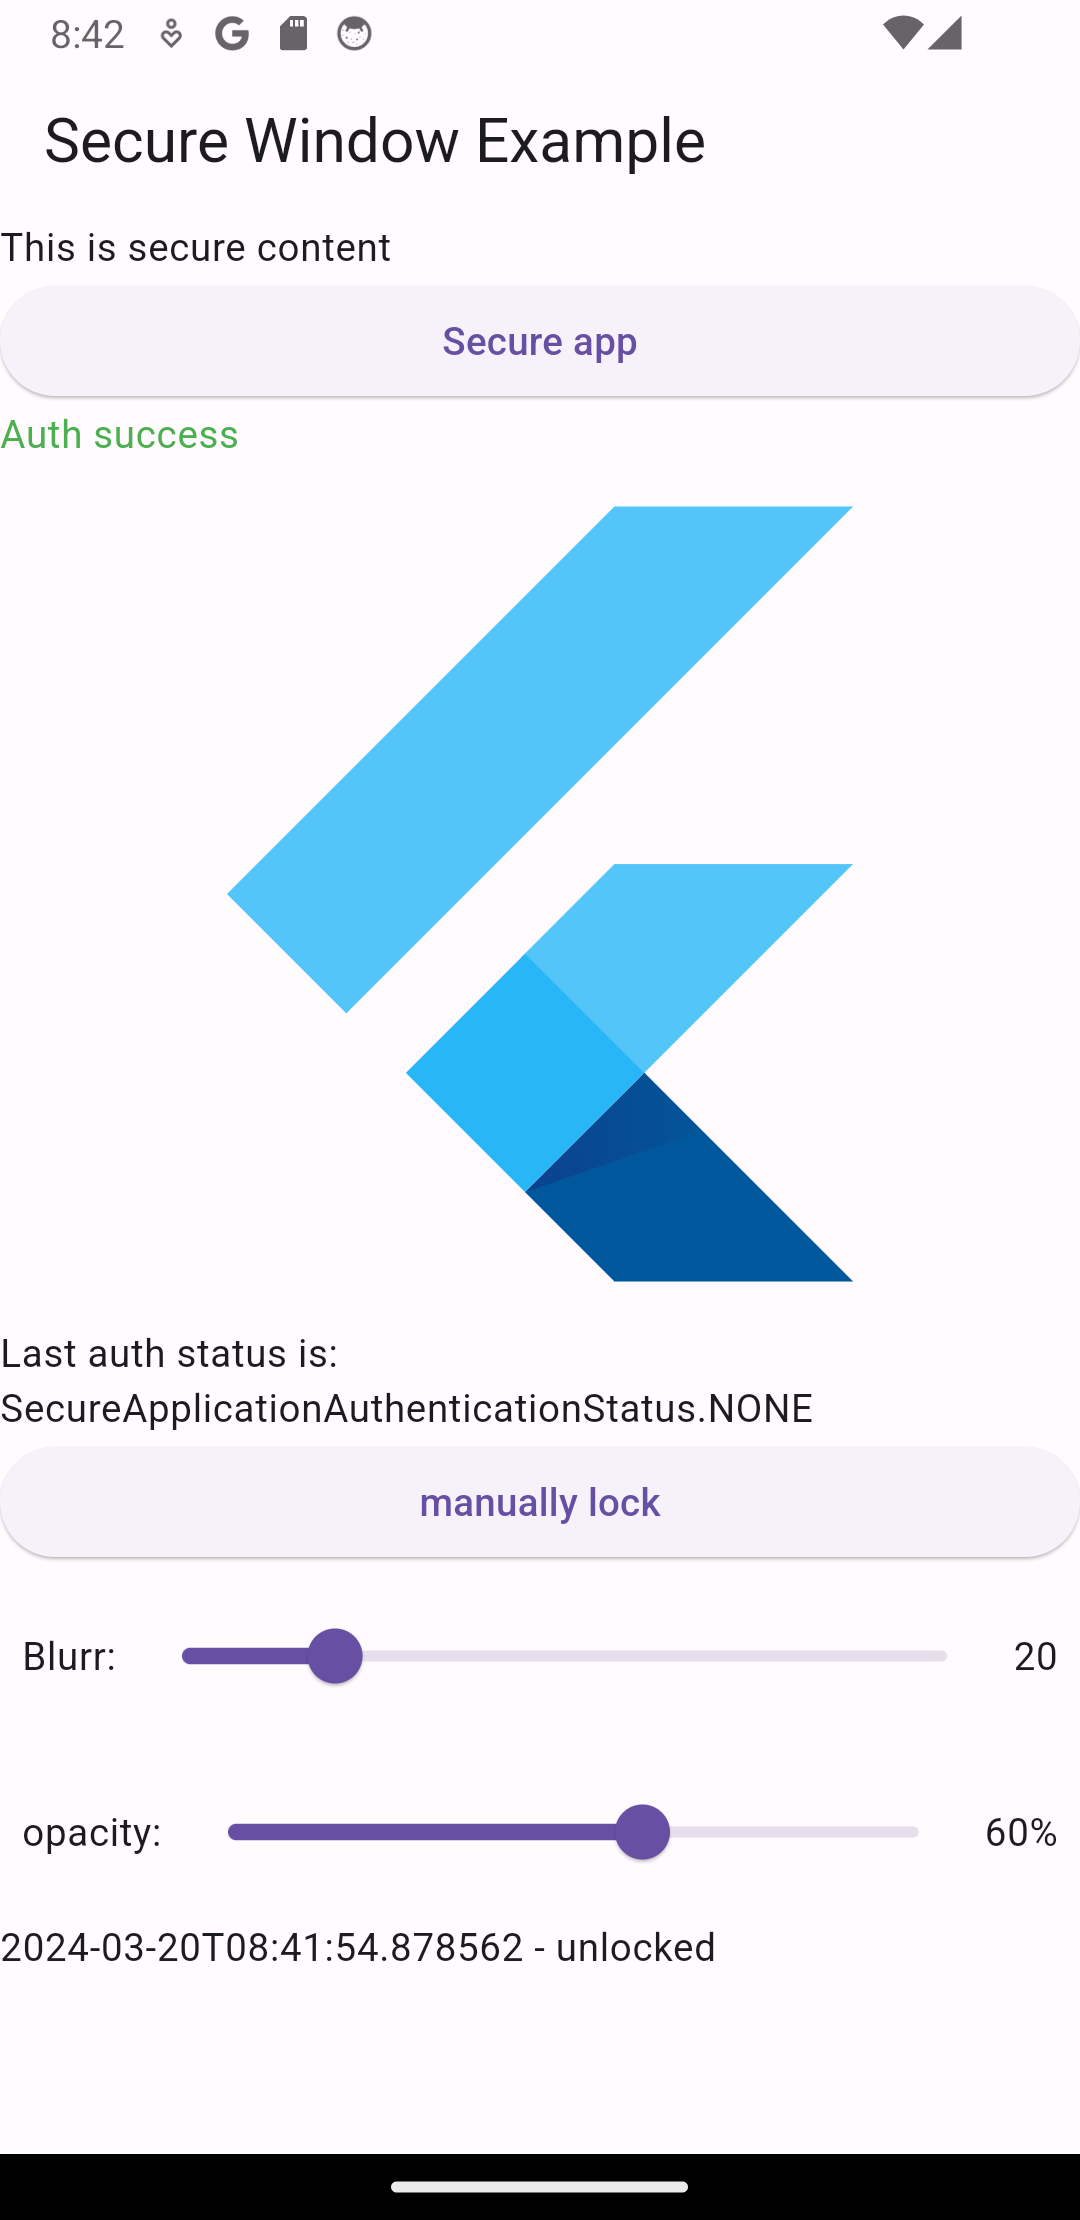 8:42
Secure Window Example
This is secure content
Secure app
Auth success
Last auth status is:
SecureApplicationAuthenticationStatus.NONE
manually lock
Blurr:
20
opacity:
60%
2024-03-20T08:41:54.878562 - unlocked